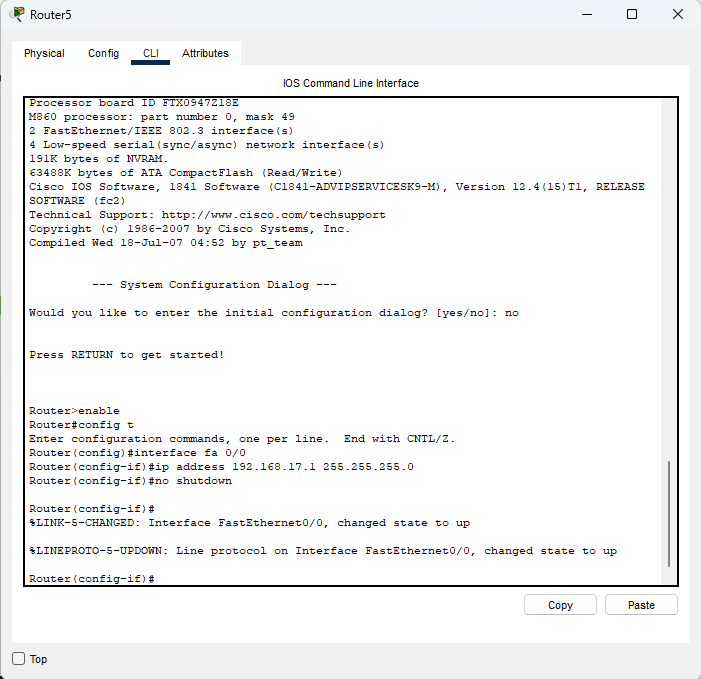 Router5
Physical Config CLI Attributes
IOS Command Line Interface
Processor board ID FTX0947Z18E
M860 processor: part number 0, mask 49
2 FastEthernet/IEEE 802.3 interface(s)
4 Low-speed serial(sync/async) network interface(s)
191K bytes of NVRAM.
63488K bytes of ATA CompactFlash (Read/Write)
Cisco IOS Software, 1841 Software (C1841-ADVIPSERVICESK9-M), Version 12.4(15)T1, RELEASE
SOFTWARE (fc2)
Technical Support: http://www.cisco.com/techsupport
Copyright (c) 1986-2007 by Cisco Systems, Inc.
Compiled Wed 18-Jul-07 04:52 by pt_team
--- System Configuration Dialog ---
Would you like to enter the initial configuration dialog? [yes/no]: no
Press RETURN to get started!
Router>enable
Router#config t
Enter configuration commands, one per line.  End with CNTL/Z.
Router(config)#interface fa 0/0
Router(config-if)#ip address 192.168.17.1 255.255.255.0
Router(config-if)#no shutdown
Router(config-if)#
%LINK-5-CHANGED: Interface FastEthernet0/0, changed state to up
%LINEPROTO-5-UPDOWN: Line protocol on Interface FastEthernet0/0, changed state to up
Router(config-if)#
Copy Paste
Top